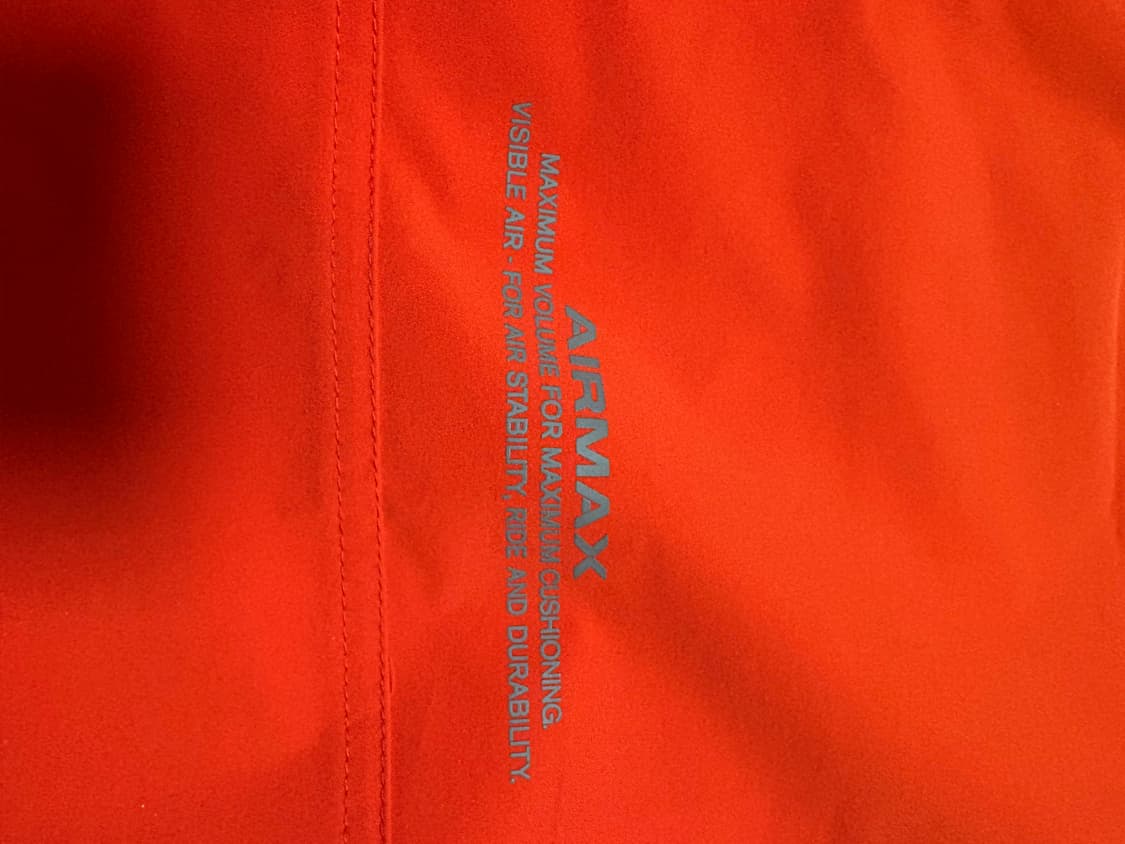 AIRMAX
MAXIMUM VOLUME FOR MAXIMUM CUSHIONING.
VISIBLE AIR - FOR AIR STABILITY, RIDE AND DURABILITY.